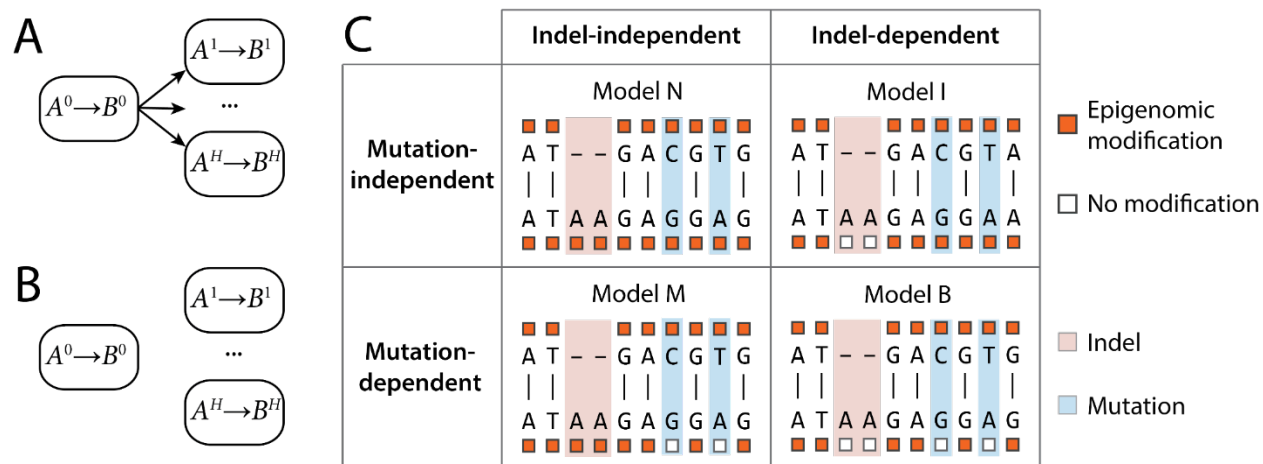 A
A¹→B¹
A⁰→B⁰
...
Aᴴ→Bᴴ
B
A¹→B¹
A⁰→B⁰
...
Aᴴ→Bᴴ
C
Indel-independent
Indel-dependent
Mutation-
independent
Model N
A T – – G A C G T G
A T A A G A G G A G
Model I
A T – – G A C G T A
A T A A G A G G A A
Mutation-
dependent
Model M
A T – – G A C G T G
A T A A G A G G A G
Model B
A T – – G A C G T G
A T A A G A G G A G
Epigenomic
modification
No modification
Indel
Mutation